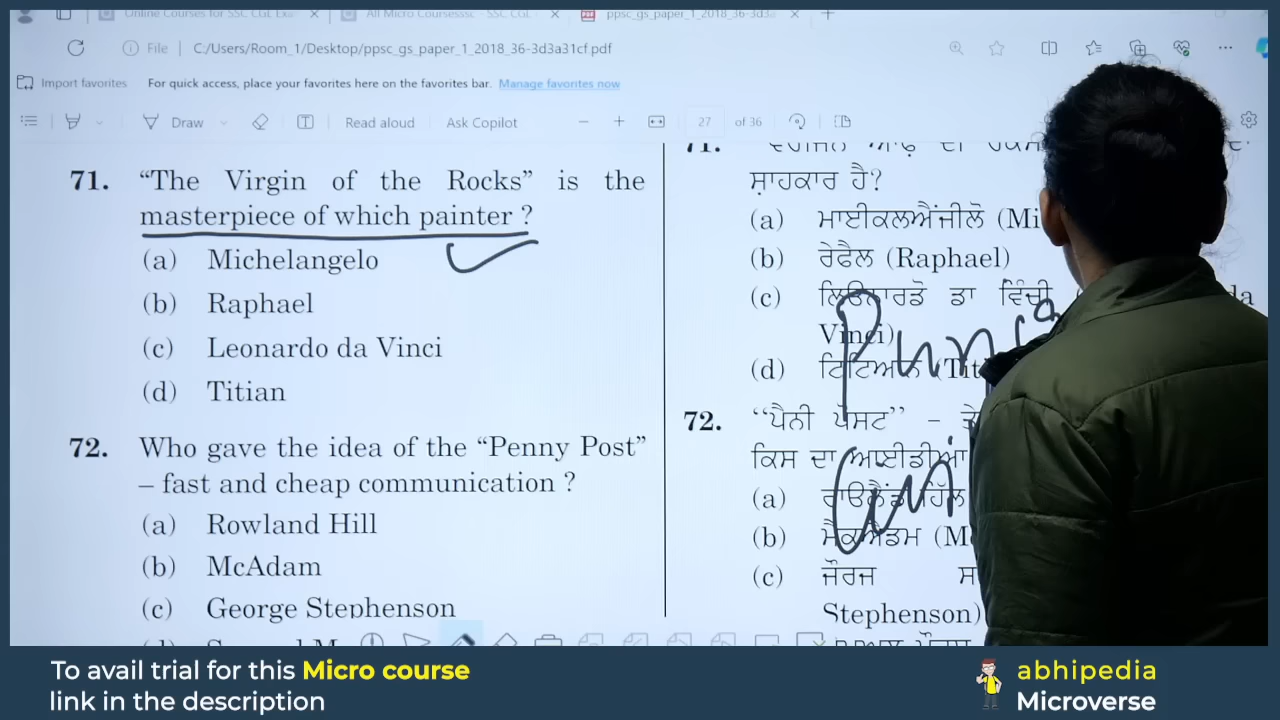 Online Courses for SSC CGL Exa
All Micro Coursesssc - SSC CGL
ppsc_gs_paper_1_2018_36-3d3a
File
C:/Users/Room_1/Desktop/ppsc_gs_paper_1_2018_36-3d3a31cf.pdf
Import favorites
For quick access, place your favorites here on the favorites bar. Manage favorites now
Draw
Read aloud
Ask Copilot
27 of 36
71. “The Virgin of the Rocks” is the
masterpiece of which painter ?
(a) Michelangelo
(b) Raphael
(c) Leonardo da Vinci
(d) Titian
72. Who gave the idea of the “Penny Post”
– fast and cheap communication ?
(a) Rowland Hill
(b) McAdam
(c) George Stephenson
71.
ਸ਼ਾਹਕਾਰ ਹੈ?
(a) ਮਾਈਕਲਐਂਜੀਲੋ (Mi
(b) ਰੇਫੈਲ (Raphael)
(c) ਲਿਓਨਾਰਡੋ ਡਾ ਵਿੰਚੀ
Vinci)
(d) ਟਿਟਿਅਨ (Tit
72. “ਪੈਨੀ ਪੋਸਟ” –
ਕਿਸ ਦਾ ਆਈਡੀਆ
(a) ਰਾਓਲੈਂਡ ਹਿੱਲ
(b) ਮੈਕਐਡਮ (M
(c) ਜੌਰਜ ਸ
Stephenson)
To avail trial for this Micro course
link in the description
abhipedia
Microverse